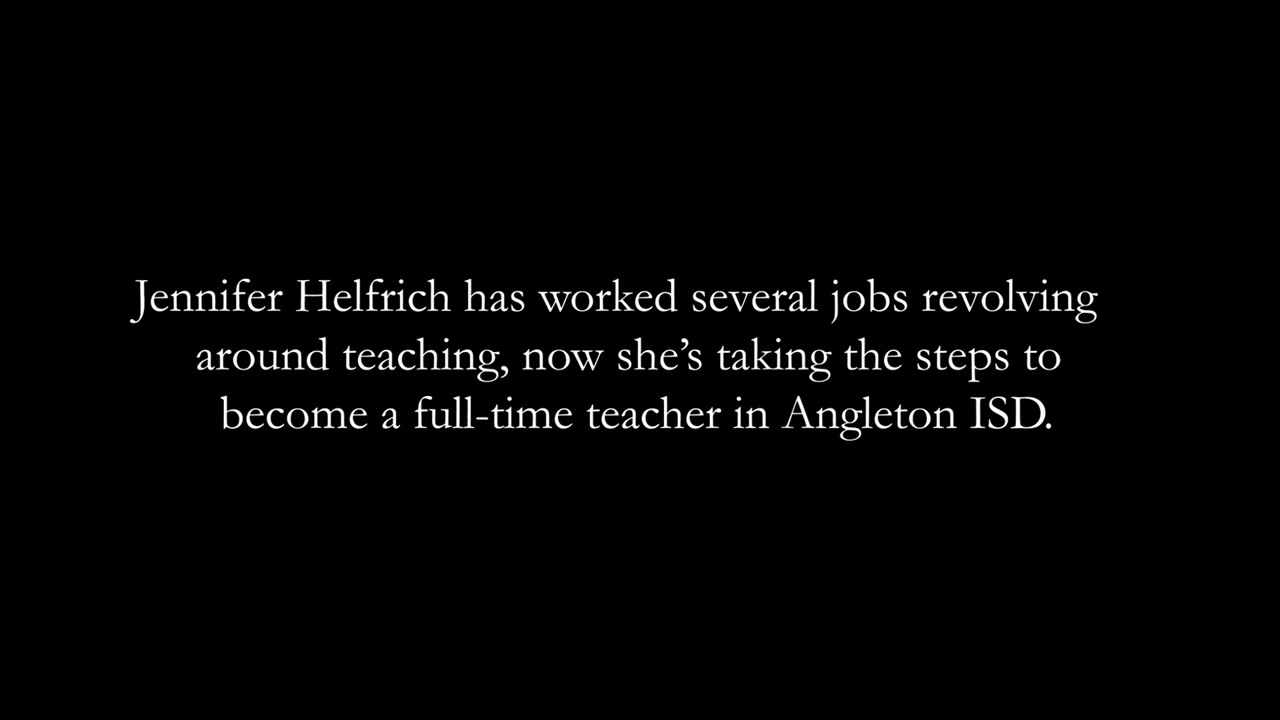 Jennifer Helfrich has worked several jobs revolving
around teaching, now she’s taking the steps to
become a full-time teacher in Angleton ISD.